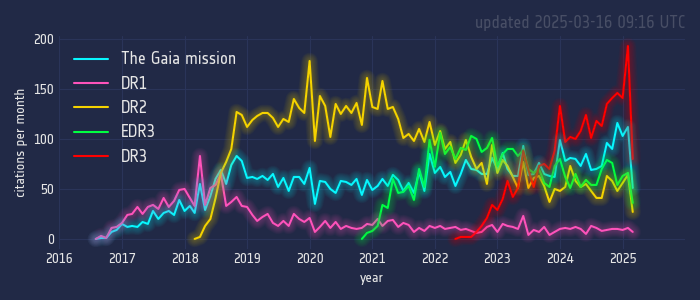 updated 2025-03-16 09:16 UTC
200
150
100
50
0
citations per month
The Gaia mission
DR1
DR2
EDR3
DR3
2016 2017 2018 2019 2020 2021 2022 2023 2024 2025
year